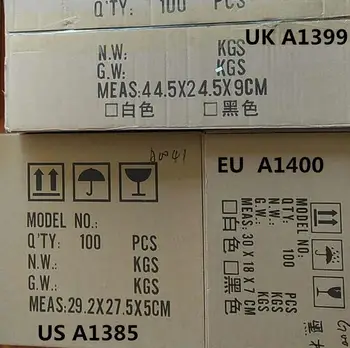 Q'TY: 100 PCS
UK A1399
N.W.: KGS
G.W.: KGS
MEAS:44.5X24.5X9CM
□白色 □黑色
A0041
MODEL NO.:
Q'TY: 100 PCS
N.W.: KGS
G.W.: KGS
MEAS:29.2X27.5X5CM
US A1385
EU A1400
Q'TY: 100 PCS
N.W.: KGS
G.W.: KGS
MEAS: 30 X 18 X 7 CM
□白色 □黑色